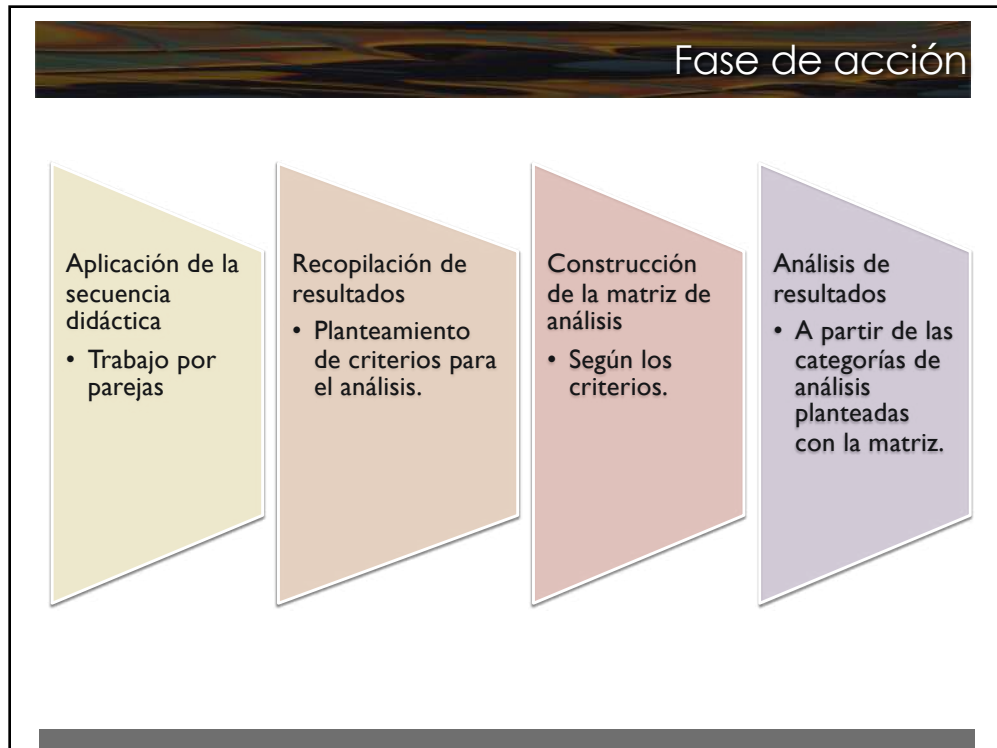 Fase de acción
Aplicación de la
secuencia
didáctica
• Trabajo por
parejas
Recopilación de
resultados
• Planteamiento
de criterios para
el análisis.
Construcción
de la matriz de
análisis
• Según los
criterios.
Análisis de
resultados
• A partir de las
categorías de
análisis
planteadas
con la matriz.